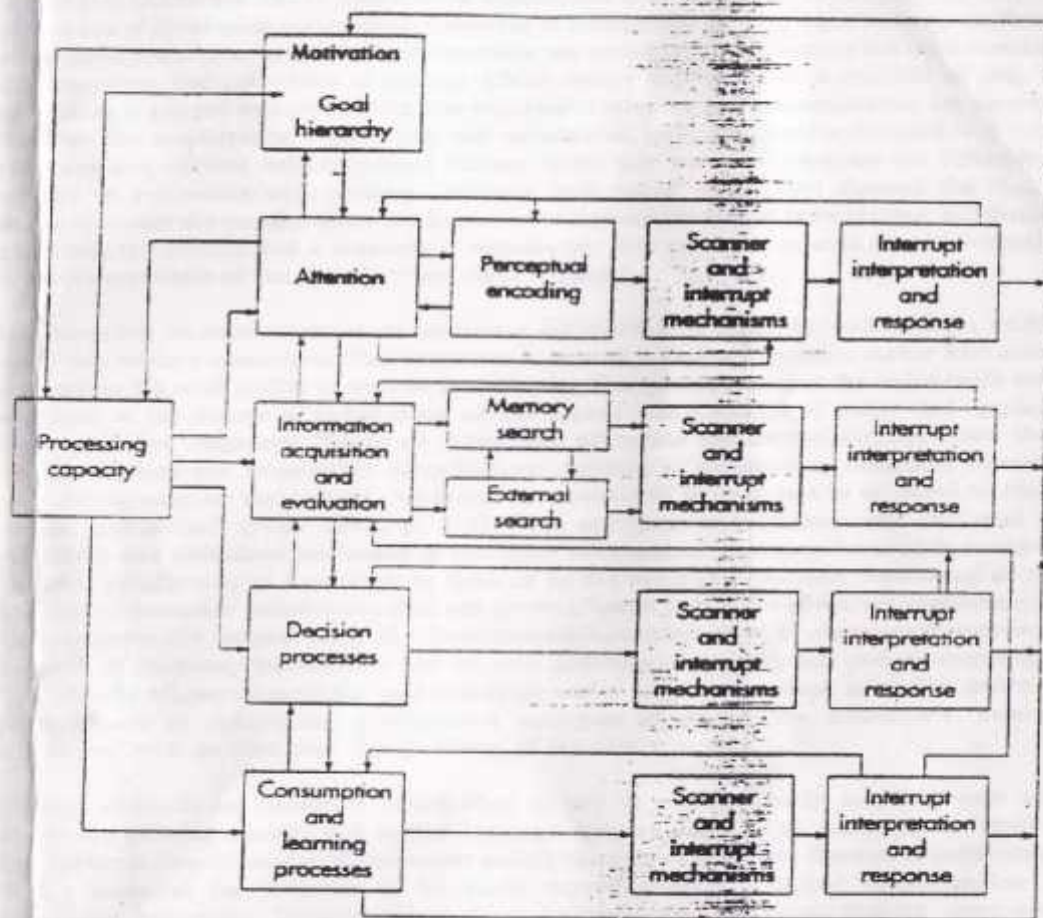 Motivation
Goal
hierarchy
Attention
Perceptual
encoding
Scanner
and
interrupt
mechanisms
Interrupt
interpretation
and
response
Processing
capacity
Information
acquisition
and
evaluation
Memory
search
External
search
Scanner
and
interrupt
mechanisms
Interrupt
interpretation
and
response
Decision
processes
Scanner
and
interrupt
mechanisms
Interrupt
interpretation
and
response
Consumption
and
learning
processes
Scanner
and
interrupt
mechanisms
Interrupt
interpretation
and
response